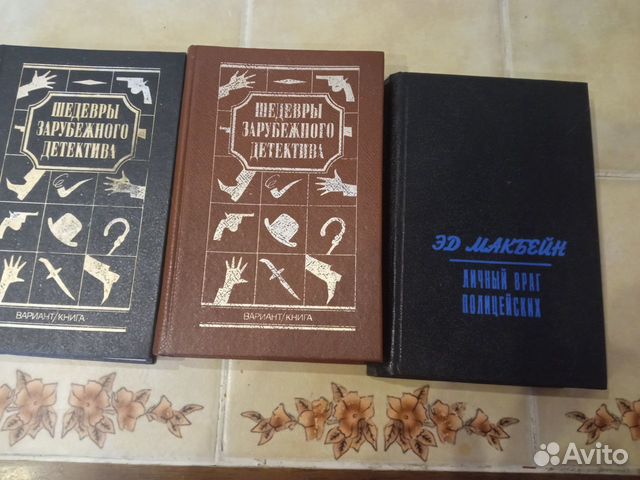 ШЕДЕВРЫ
ЗАРУБЕЖНОГО
ДЕТЕКТИВА
ВАРИАНТ/КНИГА
ШЕДЕВРЫ
ЗАРУБЕЖНОГО
ДЕТЕКТИВА
ВАРИАНТ/КНИГА
ЭД МАКБЕЙН
ЛИЧНЫЙ ВРАГ
ПОЛИЦЕЙСКИХ
Avito